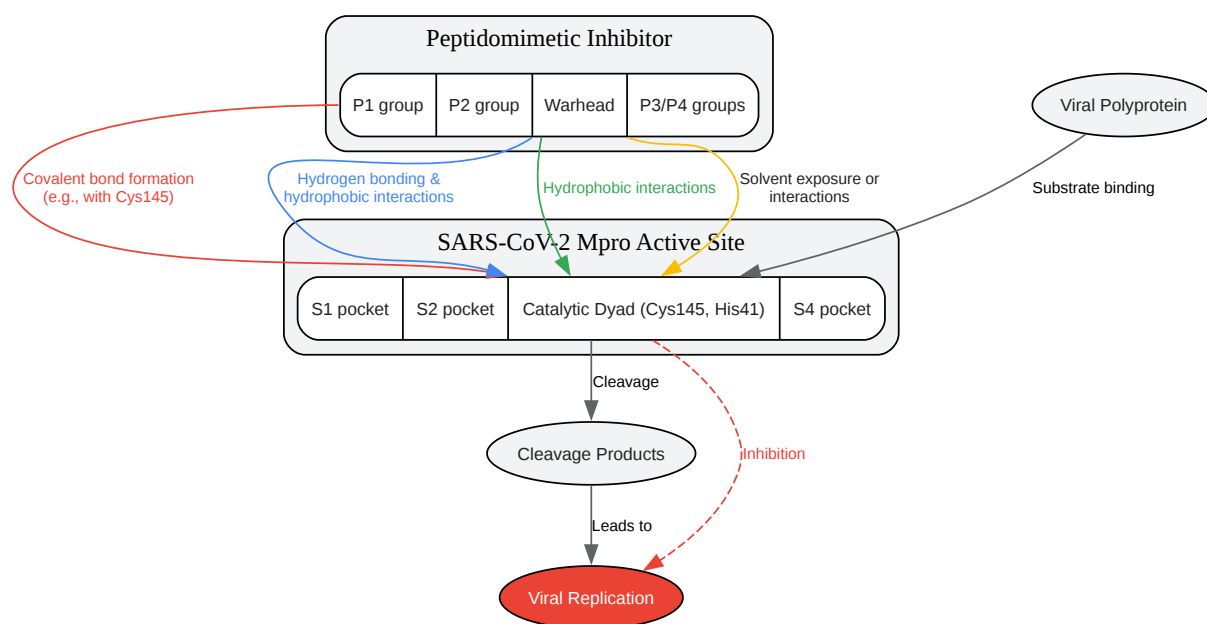 Peptidomimetic Inhibitor
P1 group
P2 group
Warhead
P3/P4 groups
Viral Polyprotein
Covalent bond formation
(e.g., with Cys145)
Hydrogen bonding &
hydrophobic interactions
Hydrophobic interactions
Solvent exposure or
interactions
Substrate binding
SARS-CoV-2 Mpro Active Site
S1 pocket
S2 pocket
Catalytic Dyad (Cys145, His41)
S4 pocket
Cleavage
Cleavage Products
Inhibition
Leads to
Viral Replication